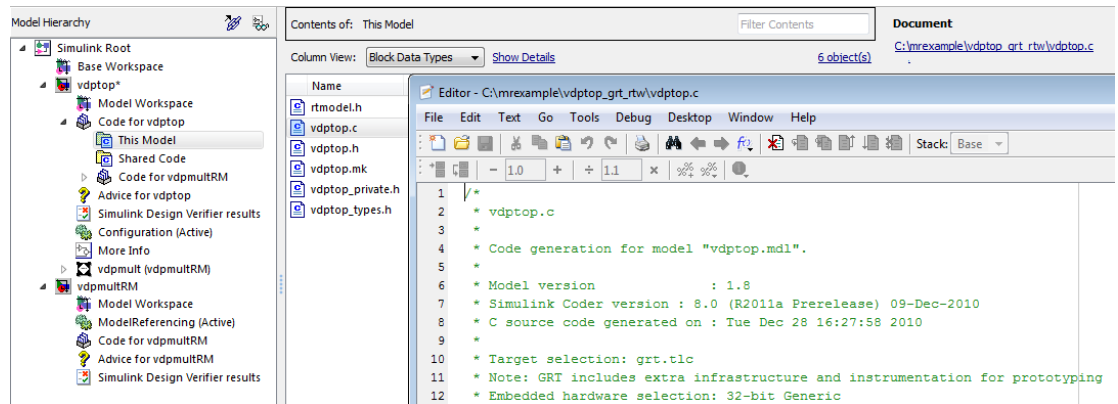 Model Hierarchy
Simulink Root
Base Workspace
vdptop*
Model Workspace
Code for vdptop
This Model
Shared Code
Code for vdpmultRM
Advice for vdptop
Simulink Design Verifier results
Configuration (Active)
More Info
vdpmult (vdpmultRM)
vdpmultRM
Model Workspace
ModelReferencing (Active)
Code for vdpmultRM
Advice for vdpmultRM
Simulink Design Verifier results
Contents of: This Model
Filter Contents
Column View: Block Data Types Show Details 6 object(s)
Name
rtmodel.h
vdptop.c
vdptop.h
vdptop.mk
vdptop_private.h
vdptop_types.h
Document
C:\mrexample\vdptop_grt_rtw\vdptop.c
Editor - C:\mrexample\vdptop_grt_rtw\vdptop.c
File Edit Text Go Tools Debug Desktop Window Help
Stack: Base
- 1.0 + ÷ 1.1 ×
1 /*
2 * vdptop.c
3 *
4 * Code generation for model "vdptop.mdl".
5 *
6 * Model version : 1.8
7 * Simulink Coder version : 8.0 (R2011a Prerelease) 09-Dec-2010
8 * C source code generated on : Tue Dec 28 16:27:58 2010
9 *
10 * Target selection: grt.tlc
11 * Note: GRT includes extra infrastructure and instrumentation for prototyping
12 * Embedded hardware selection: 32-bit Generic